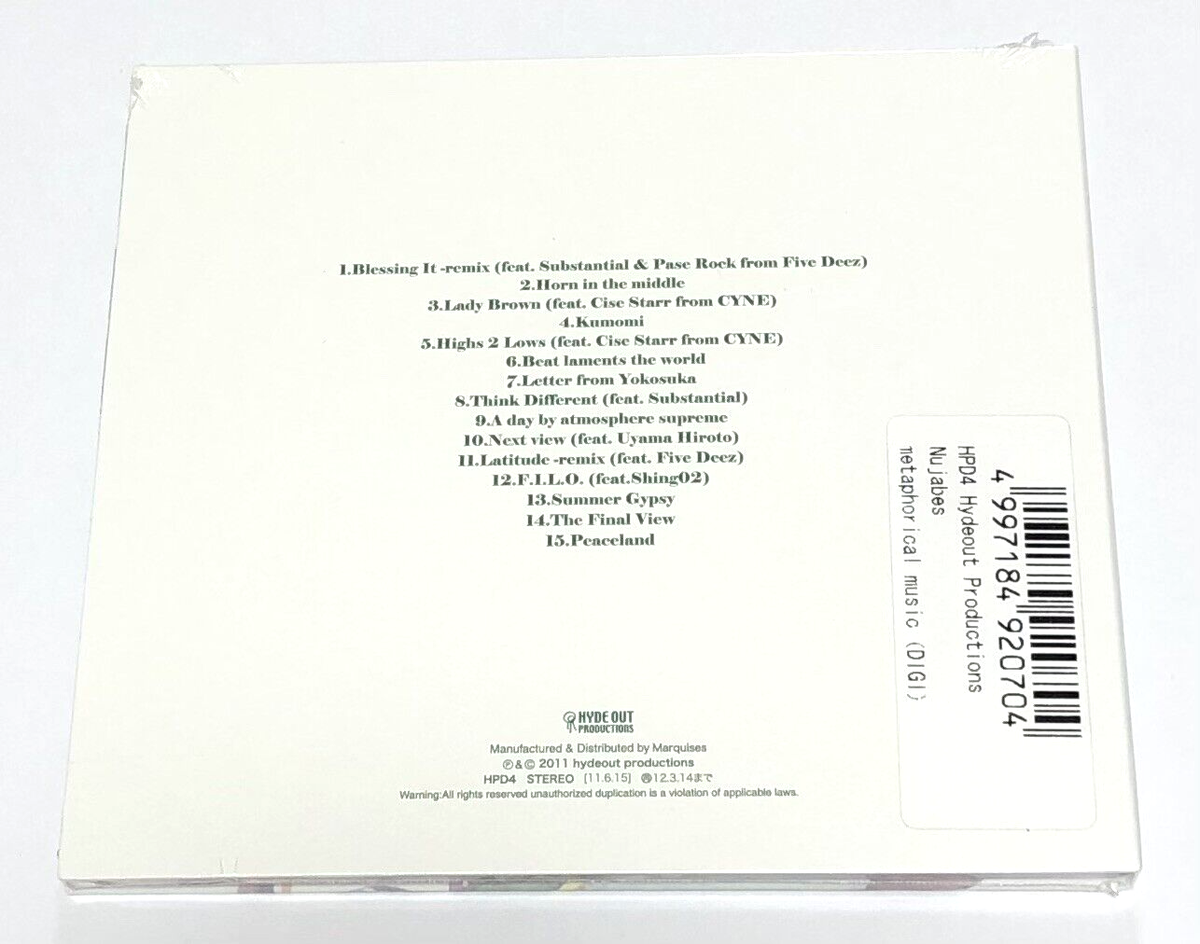 1.Blessing It -remix (feat. Substantial & Pase Rock from Five Deez)
2.Horn in the middle
3.Lady Brown (feat. Cise Starr from CYNE)
4.Kumomi
5.Highs 2 Lows (feat. Cise Starr from CYNE)
6.Beat laments the world
7.Letter from Yokosuka
8.Think Different (feat. Substantial)
9.A day by atmosphere supreme
10.Next view (feat. Uyama Hiroto)
11.Latitude -remix (feat. Five Deez)
12.F.I.L.O. (feat.Shing02)
13.Summer Gypsy
14.The Final View
15.Peaceland
HYDE OUT
PRODUCTIONS
Manufactured & Distributed by Marquises
℗&© 2011 hydeout productions
HPD4 STEREO [11.6.15] Ⓨ12.3.14まで
Warning:All rights reserved unauthorized duplication is a violation of applicable laws.
4 997184 920704
HPD4 Hydeout Productions
Nujabes
metaphorical music (DIGI)